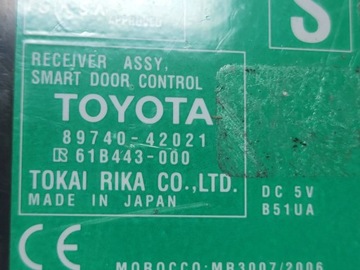 S
RECEIVER ASSY,
SMART DOOR CONTROL
TOYOTA
89740-42021
61B443-000
TOKAI RIKA CO.,LTD.
MADE IN JAPAN
DC 5V
B51UA
CE
MOROCCO:MR3007/2006